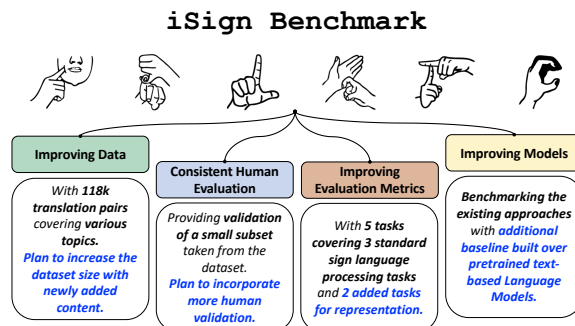 iSign Benchmark
Improving Data
With 118k
translation pairs
covering various
topics.
Plan to increase the
dataset size with
newly added
content.
Consistent Human
Evaluation
Providing validation
of a small subset
taken from the
dataset.
Plan to incorporate
more human
validation.
Improving
Evaluation Metrics
With 5 tasks
covering 3 standard
sign language
processing tasks
and 2 added tasks
for representation.
Improving Models
Benchmarking the
existing approaches
with additional
baseline built over
pretrained text-
based Language
Models.